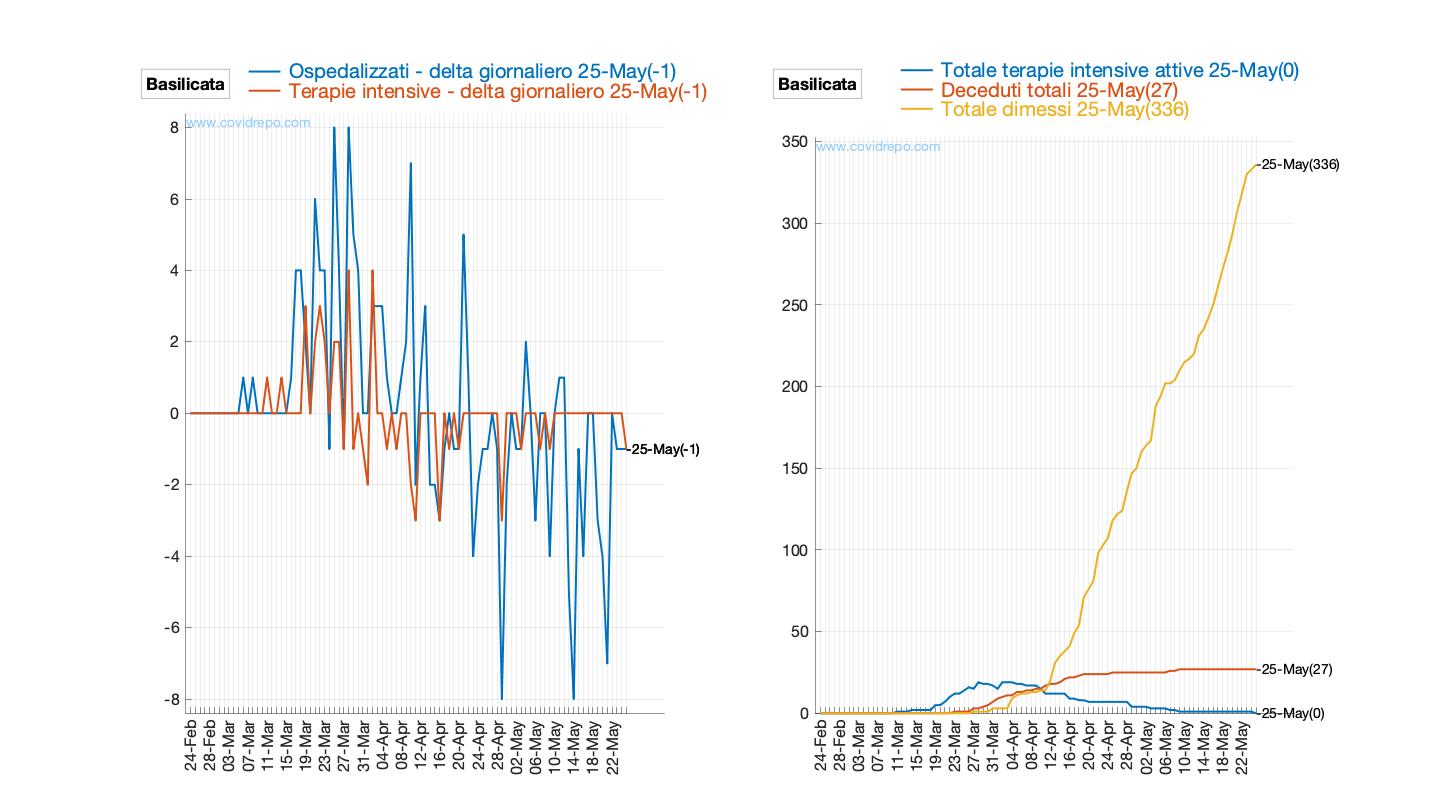 Basilicata
Ospedalizzati - delta giornaliero 25-May(-1)
Terapie intensive - delta giornaliero 25-May(-1)
www.covidrepo.com
8
6
4
2
0
-2
-4
-6
-8
-25-May(-1)
24-Feb
28-Feb
03-Mar
07-Mar
11-Mar
15-Mar
19-Mar
23-Mar
27-Mar
31-Mar
04-Apr
08-Apr
12-Apr
16-Apr
20-Apr
24-Apr
28-Apr
02-May
06-May
10-May
14-May
18-May
22-May
Basilicata
Totale terapie intensive attive 25-May(0)
Deceduti totali 25-May(27)
Totale dimessi 25-May(336)
www.covidrepo.com
350
300
250
200
150
100
50
0
-25-May(336)
-25-May(27)
-25-May(0)
24-Feb
28-Feb
03-Mar
07-Mar
11-Mar
15-Mar
19-Mar
23-Mar
27-Mar
31-Mar
04-Apr
08-Apr
12-Apr
16-Apr
20-Apr
24-Apr
28-Apr
02-May
06-May
10-May
14-May
18-May
22-May